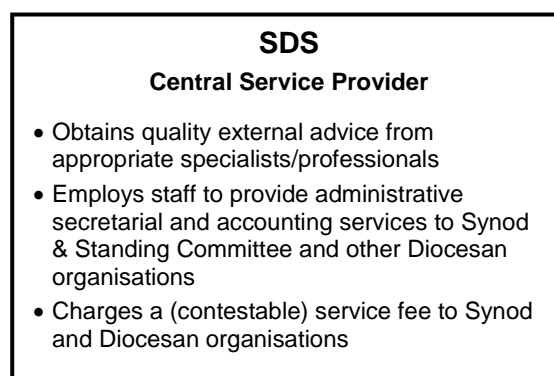 SDS
Central Service Provider
• Obtains quality external advice from
appropriate specialists/professionals
• Employs staff to provide administrative
secretarial and accounting services to Synod
& Standing Committee and other Diocesan
organisations
• Charges a (contestable) service fee to Synod
and Diocesan organisations